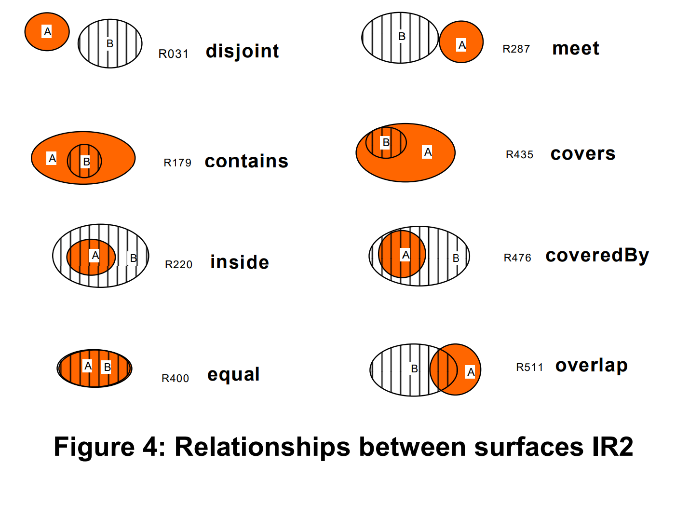 A B R031 disjoint
B A R287 meet
A B R179 contains
B A R435 covers
A B R220 inside
A B R476 coveredBy
A B R400 equal
B A R511 overlap
Figure 4: Relationships between surfaces IR2